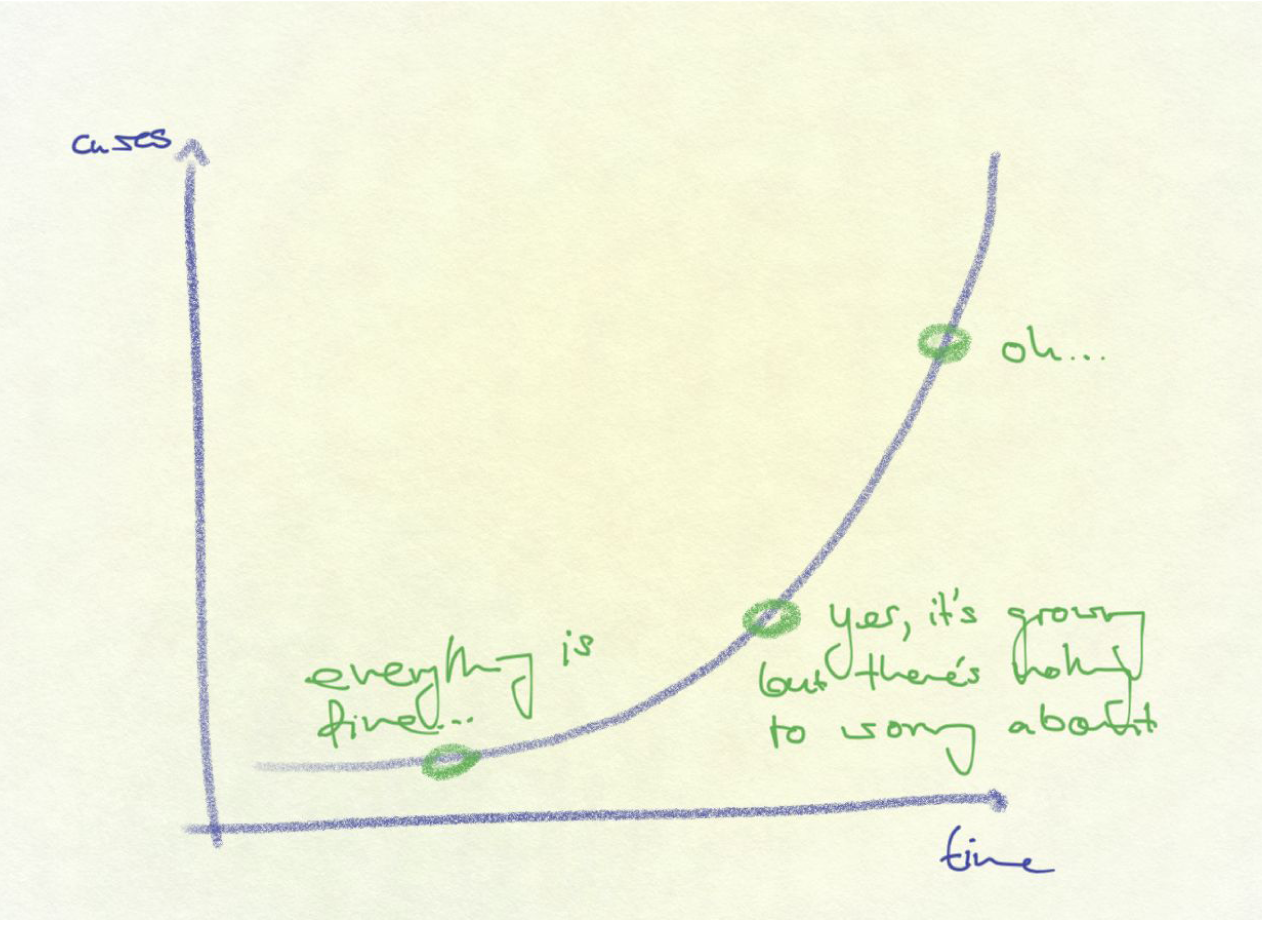 cases
oh...
everything is
fine...
yes, it's growing
but there's nothing
to worry about
time